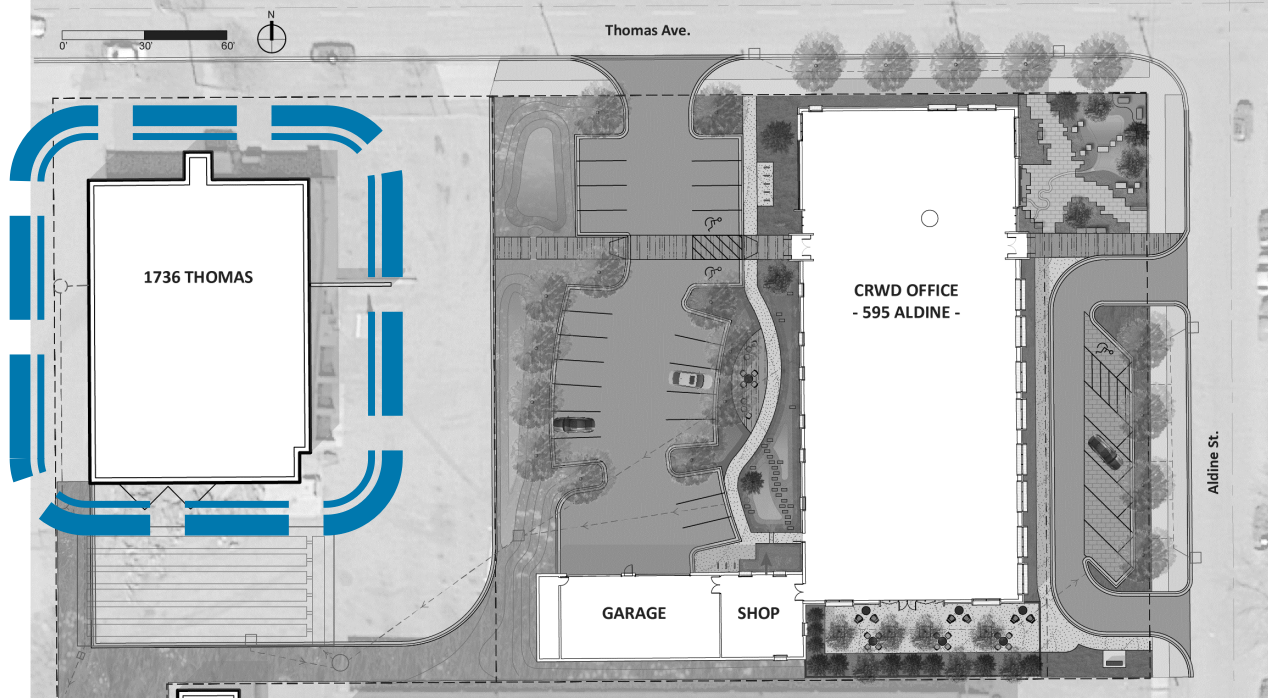 Thomas Ave.
N
0' 30' 60'
1736 THOMAS
CRWD OFFICE
- 595 ALDINE -
Aldine St.
GARAGE
SHOP